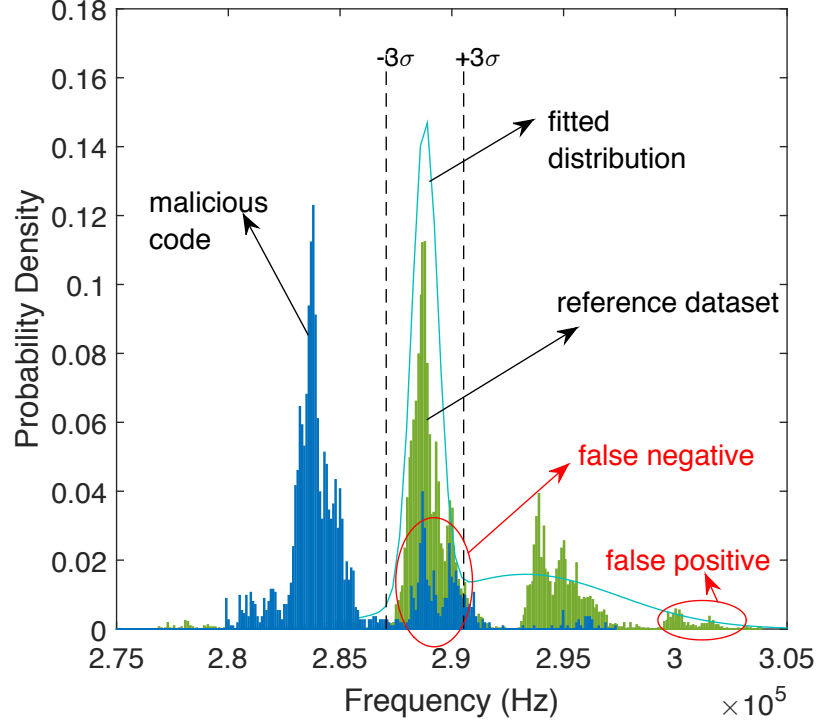 0.18
0.16
0.14
0.12
0.1
0.08
0.06
0.04
0.02
0
Probability Density
-3σ
+3σ
fitted
distribution
malicious
code
reference dataset
false negative
false positive
2.75
2.8
2.85
2.9
2.95
3
3.05
Frequency (Hz)
×10⁵